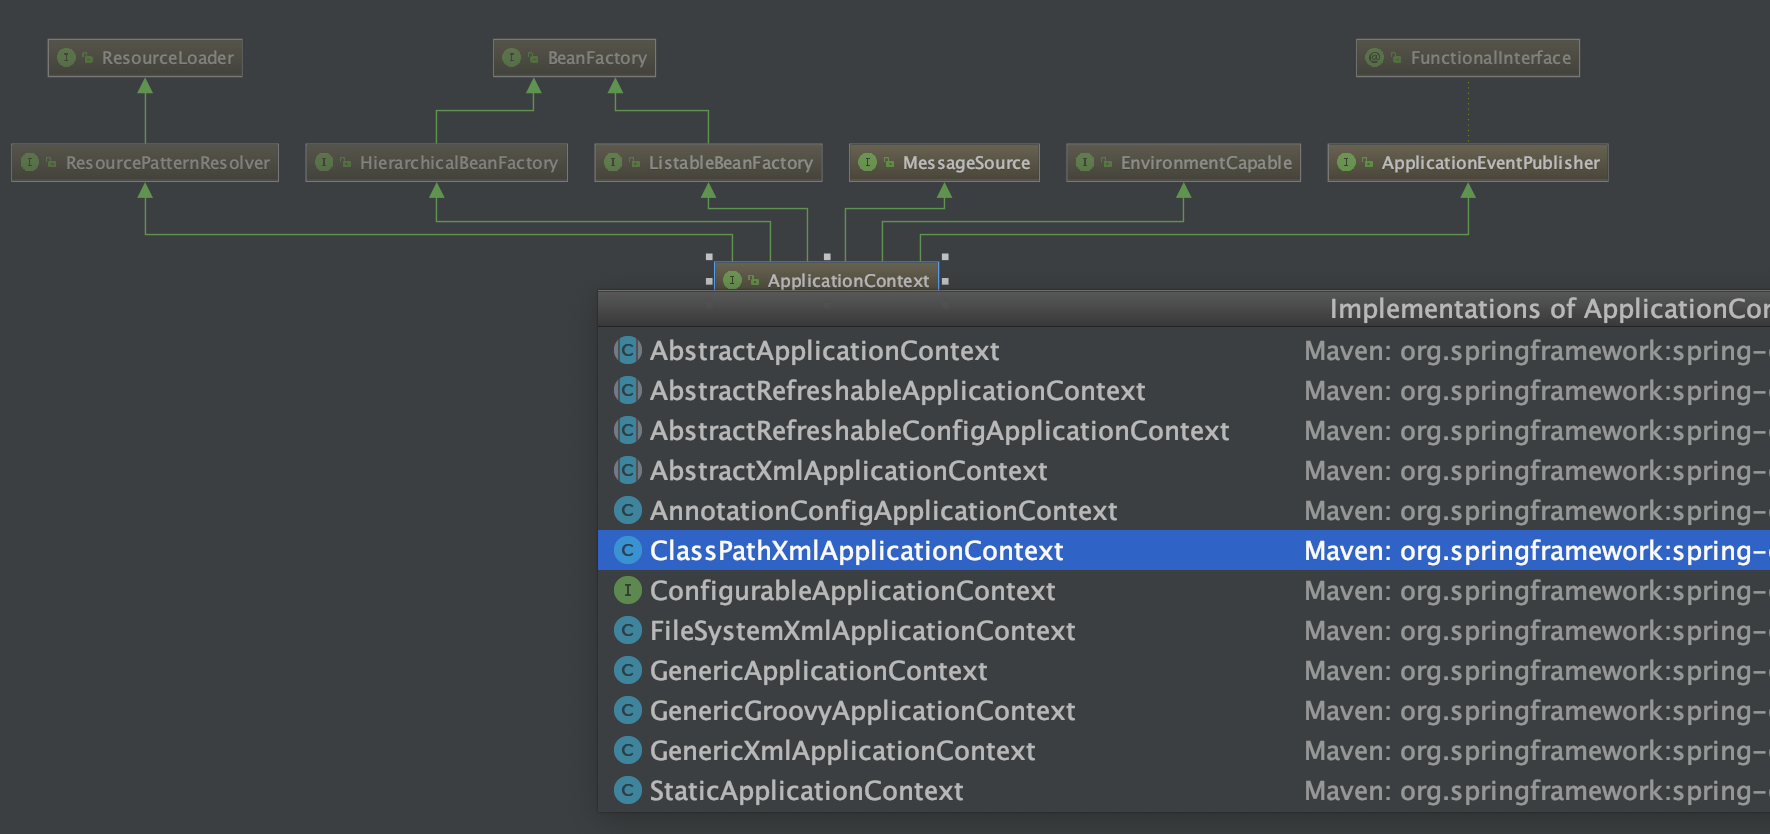 ResourceLoader
BeanFactory
FunctionalInterface
ResourcePatternResolver
HierarchicalBeanFactory
ListableBeanFactory
MessageSource
EnvironmentCapable
ApplicationEventPublisher
ApplicationContext
Implementations of ApplicationCon
AbstractApplicationContext Maven: org.springframework:spring-
AbstractRefreshableApplicationContext Maven: org.springframework:spring-
AbstractRefreshableConfigApplicationContext Maven: org.springframework:spring-
AbstractXmlApplicationContext Maven: org.springframework:spring-
AnnotationConfigApplicationContext Maven: org.springframework:spring-
ClassPathXmlApplicationContext Maven: org.springframework:spring-
ConfigurableApplicationContext Maven: org.springframework:spring-
FileSystemXmlApplicationContext Maven: org.springframework:spring-
GenericApplicationContext Maven: org.springframework:spring-
GenericGroovyApplicationContext Maven: org.springframework:spring-
GenericXmlApplicationContext Maven: org.springframework:spring-
StaticApplicationContext Maven: org.springframework:spring-